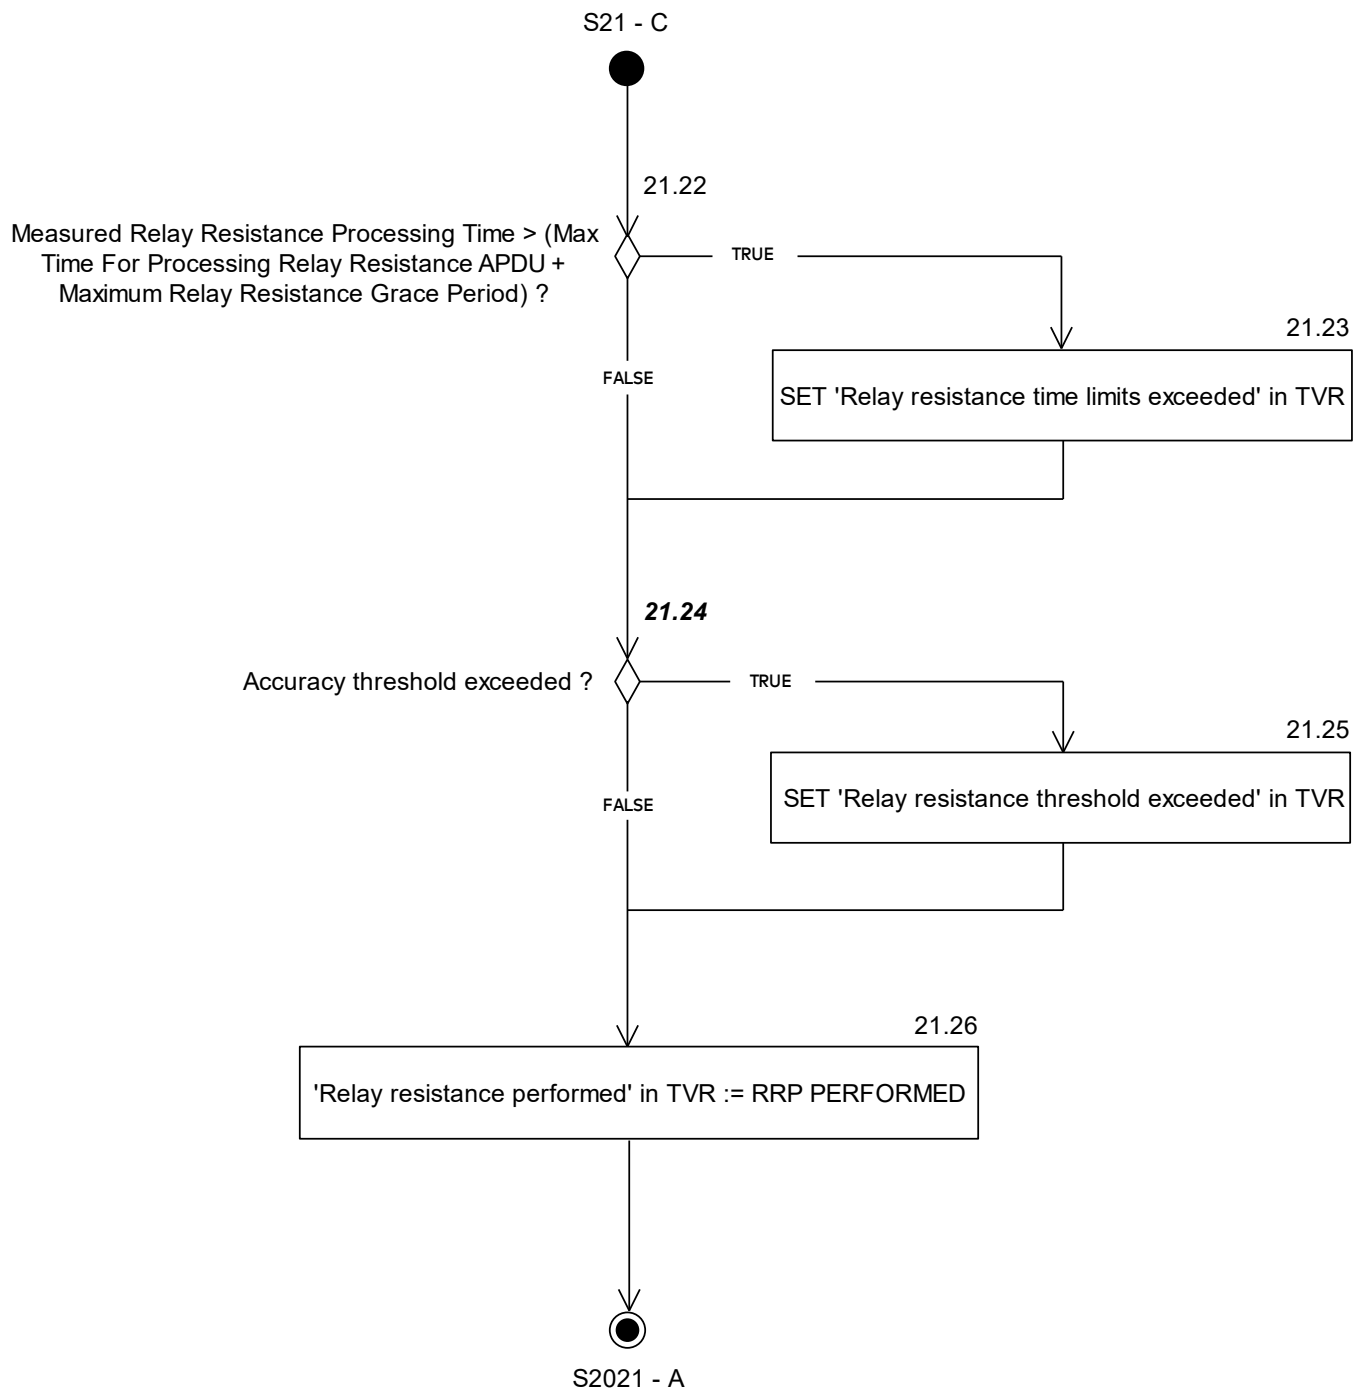 S21 - C
21.22
Measured Relay Resistance Processing Time > (Max
Time For Processing Relay Resistance APDU +
Maximum Relay Resistance Grace Period) ?
TRUE
21.23
SET 'Relay resistance time limits exceeded' in TVR
FALSE
21.24
Accuracy threshold exceeded ?
TRUE
21.25
SET 'Relay resistance threshold exceeded' in TVR
FALSE
21.26
'Relay resistance performed' in TVR := RRP PERFORMED
S2021 - A